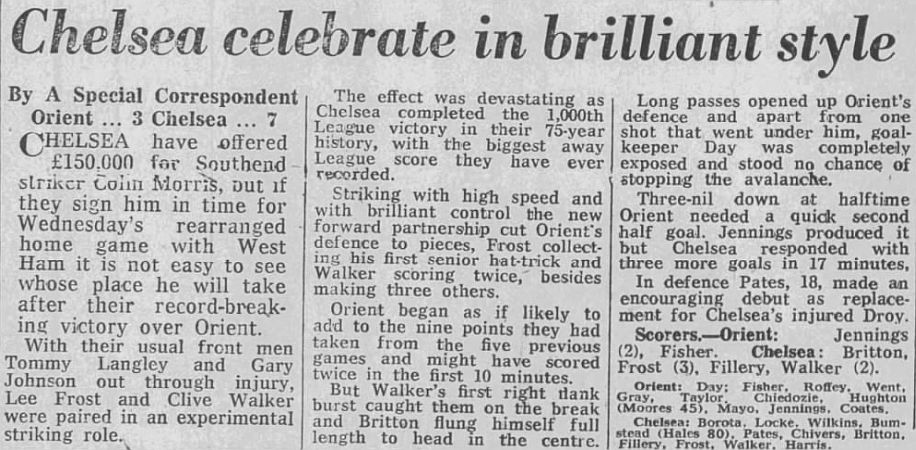 Chelsea celebrate in brilliant style
By A Special Correspondent
Orient ... 3 Chelsea ... 7
CHELSEA have offered
£150,000 for Southend
striker Colin Morris, but if
they sign him in time for
Wednesday's rearranged
home game with West
Ham it is not easy to see
whose place he will take
after their record-break-
ing victory over Orient.
With their usual front men
Tommy Langley and Gary
Johnson out through injury,
Lee Frost and Clive Walker
were paired in an experimental
striking role.
The effect was devastating as
Chelsea completed the 1,000th
League victory in their 75-year
history, with the biggest away
League score they have ever
recorded.
Striking with high speed and
with brilliant control the new
forward partnership cut Orient's
defence to pieces, Frost collect-
ing his first senior hat-trick and
Walker scoring twice, besides
making three others.
Orient began as if likely to
add to the nine points they had
taken from the five previous
games and might have scored
twice in the first 10 minutes.
But Walker's first right flank
burst caught them on the break
and Britton flung himself full
length to head in the centre.
Long passes opened up Orient's
defence and apart from one
shot that went under him, goal-
keeper Day was completely
exposed and stood no chance of
stopping the avalanche.
Three-nil down at halftime
Orient needed a quick second
half goal. Jennings produced it
but Chelsea responded with
three more goals in 17 minutes.
In defence Pates, 18, made an
encouraging debut as replace-
ment for Chelsea's injured Droy.
Scorers.—Orient: Jennings
(2), Fisher. Chelsea: Britton,
Frost (3), Fillery, Walker (2).
Orient: Day; Fisher, Roffey, Went,
Gray, Taylor, Chiedozie, Hughton
(Moores 45), Mayo, Jennings, Coates.
Chelsea: Borota, Locke, Wilkins, Bum-
stead (Hales 80), Pates, Chivers, Britton,
Fillery, Frost, Walker, Harris.